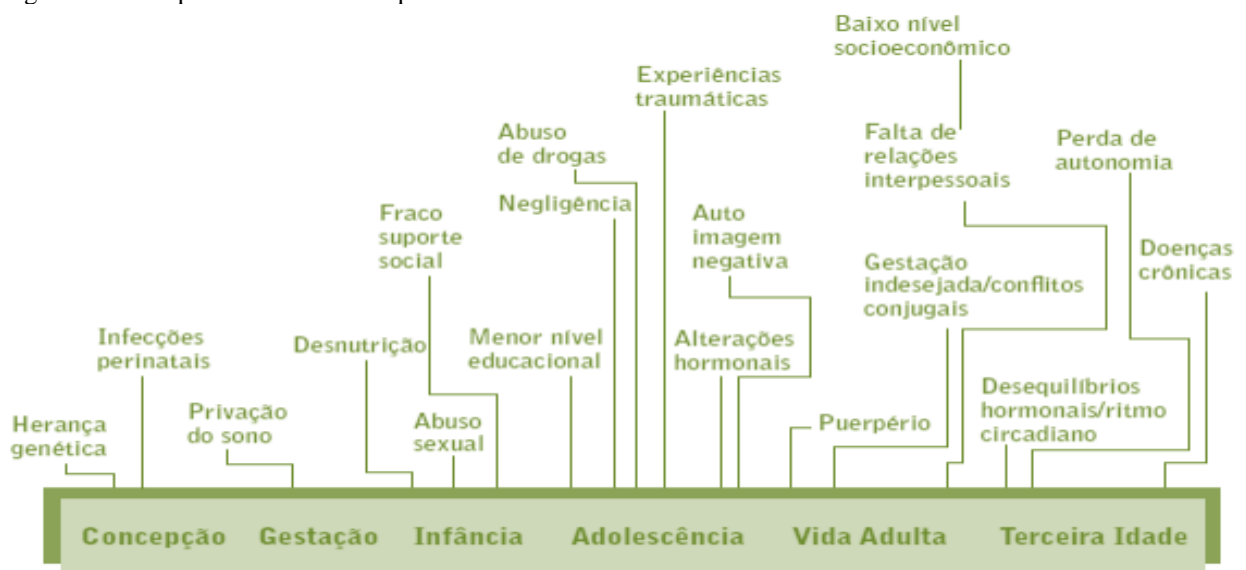 Baixo nível
socioeconômico
Experiências
traumáticas
Abuso
de drogas
Falta de
relações
interpessoais
Perda de
autonomia
Negligência
Fraco
suporte
social
Auto
imagem
negativa
Gestação
indesejada/conflitos
conjugais
Doenças
crônicas
Infecções
perinatais
Desnutrição
Menor nível
educacional
Alterações
hormonais
Desequilíbrios
hormonais/ritmo
circadiano
Herança
genética
Privação
do sono
Abuso
sexual
Puerpério
Concepção
Gestação
Infância
Adolescência
Vida Adulta
Terceira Idade